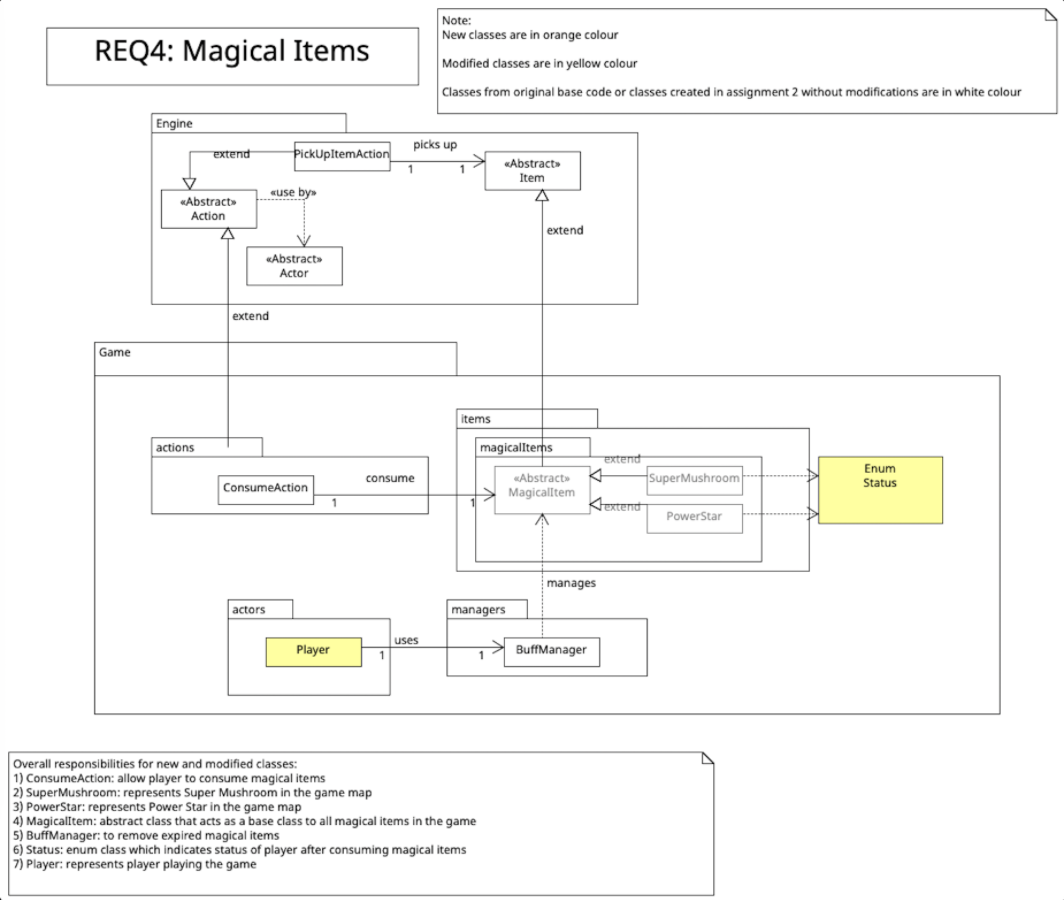 REQ4: Magical Items
Note:
New classes are in orange colour
Modified classes are in yellow colour
Classes from original base code or classes created in assignment 2 without modifications are in white colour
Engine
extend
PickUpItemAction
picks up
1
1
«Abstract»
Item
«Abstract»
Action
«use by»
«Abstract»
Actor
extend
extend
Game
items
actions
magicalItems
ConsumeAction
consume
1
1
«Abstract»
MagicalItem
extend
SuperMushroom
extend
PowerStar
Enum
Status
manages
actors
managers
Player
uses
1
1
BuffManager
Overall responsibilities for new and modified classes:
1) ConsumeAction: allow player to consume magical items
2) SuperMushroom: represents Super Mushroom in the game map
3) PowerStar: represents Power Star in the game map
4) MagicalItem: abstract class that acts as a base class to all magical items in the game
5) BuffManager: to remove expired magical items
6) Status: enum class which indicates status of player after consuming magical items
7) Player: represents player playing the game